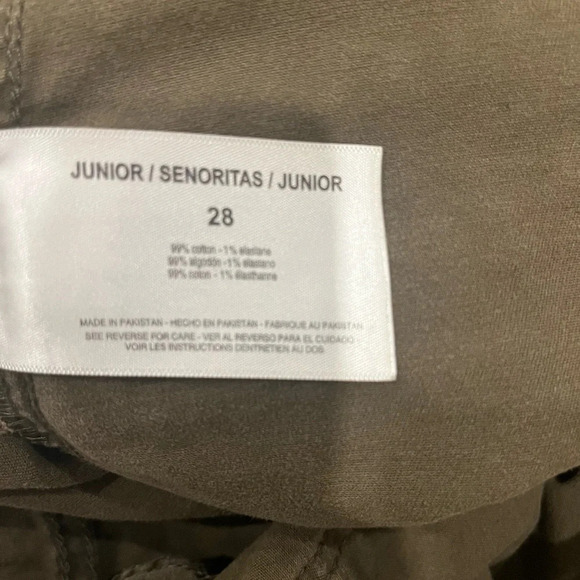 JUNIOR / SENORITAS / JUNIOR
28
99% cotton - 1% elastane
99% algodón - 1% elastano
99% coton - 1% élasthanne
MADE IN PAKISTAN - HECHO EN PAKISTAN - FABRIQUE AU PAKISTAN
SEE REVERSE FOR CARE - VER AL REVERSO PARA EL CUIDADO
VOIR LES INSTRUCTIONS DENTRETIEN AU DOS